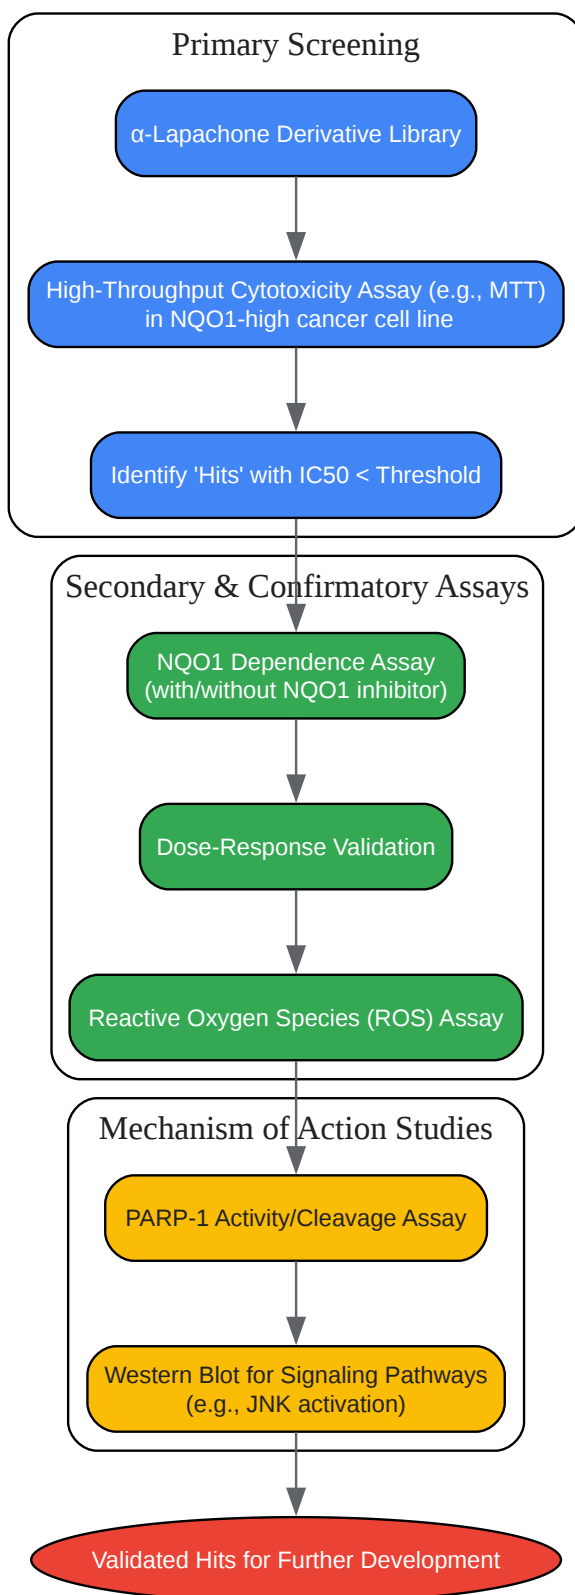 Primary Screening
α-Lapachone Derivative Library
High-Throughput Cytotoxicity Assay (e.g., MTT)
in NQO1-high cancer cell line
Identify 'Hits' with IC50 < Threshold
Secondary & Confirmatory Assays
NQO1 Dependence Assay
(with/without NQO1 inhibitor)
Dose-Response Validation
Reactive Oxygen Species (ROS) Assay
Mechanism of Action Studies
PARP-1 Activity/Cleavage Assay
Western Blot for Signaling Pathways
(e.g., JNK activation)
Validated Hits for Further Development